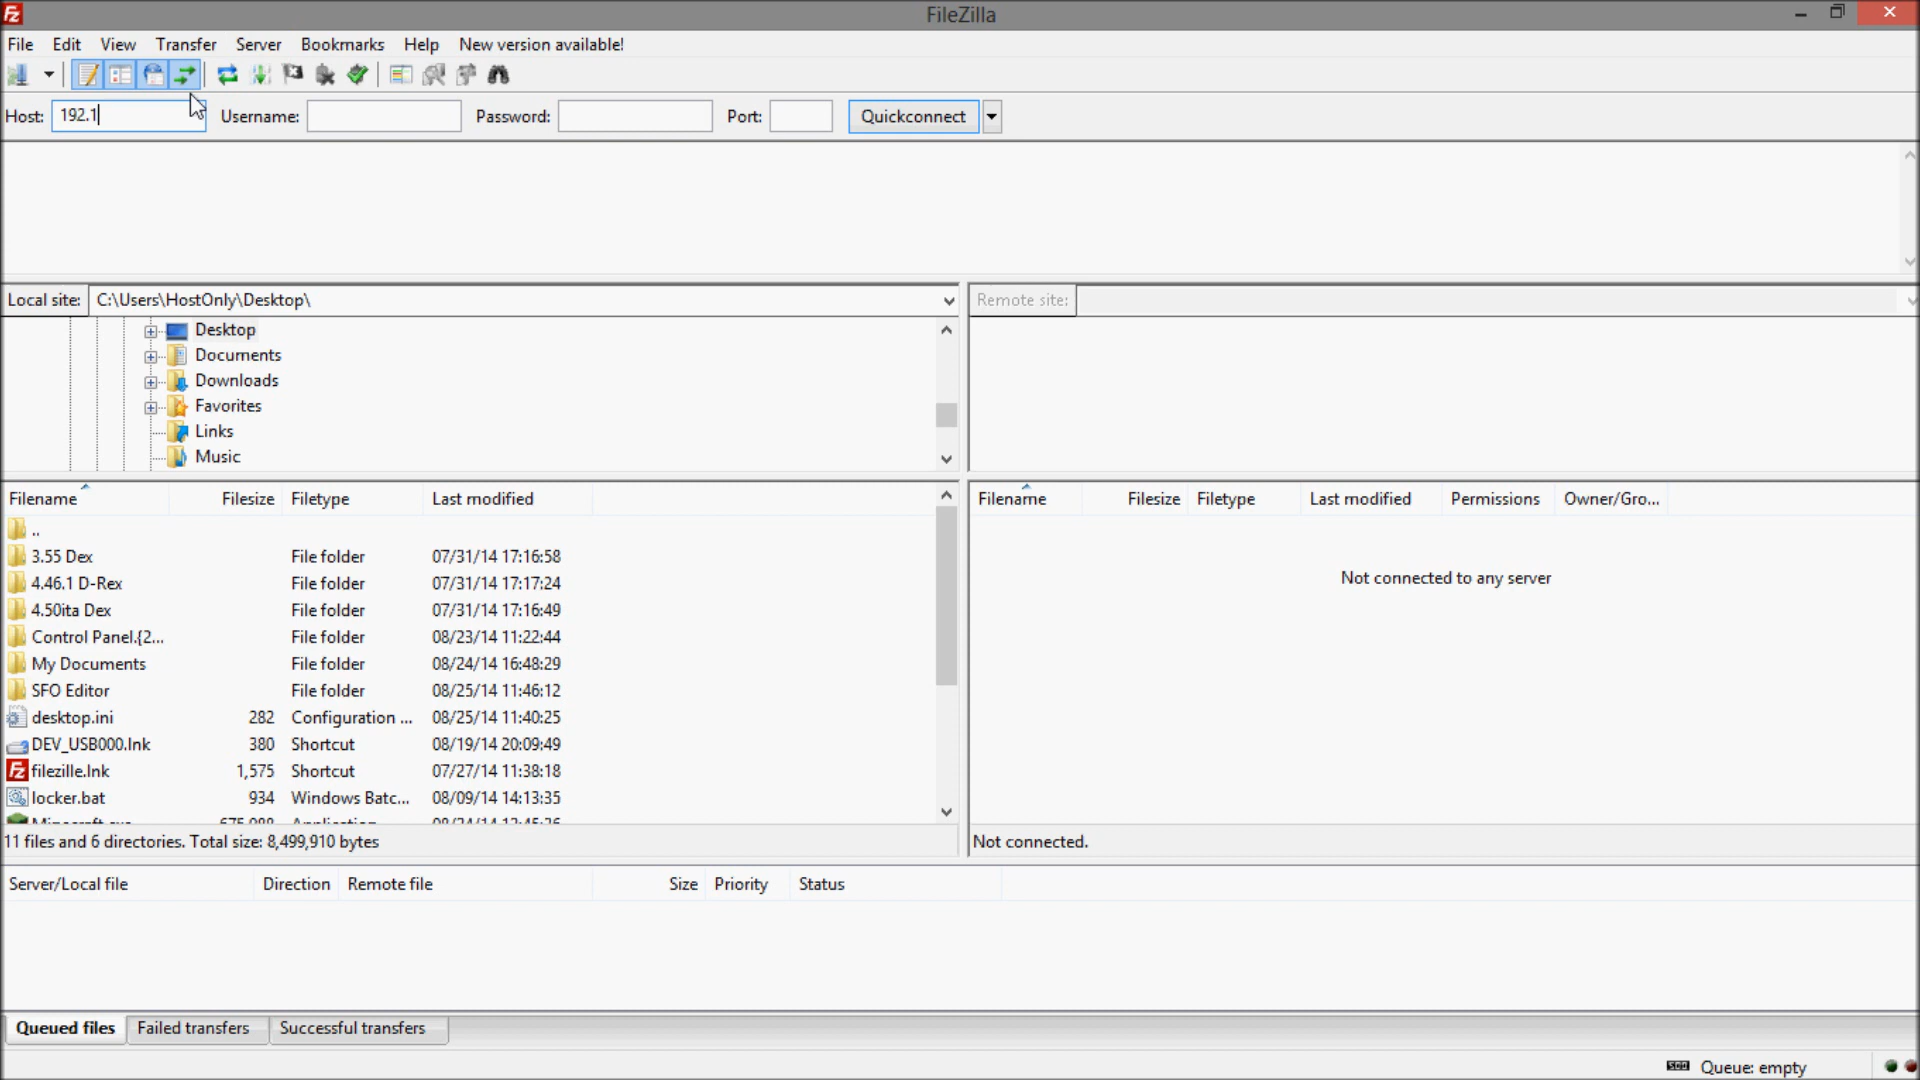 FileZilla
File Edit View Transfer Server Bookmarks Help New version available!
Host: 192.1 Username: Password: Port: Quickconnect
Local site: C:\Users\HostOnly\Desktop\
Remote site:
Desktop
Documents
Downloads
Favorites
Links
Music
Filename Filesize Filetype Last modified
..
3.55 Dex File folder 07/31/14 17:16:58
4.46.1 D-Rex File folder 07/31/14 17:17:24
4.50ita Dex File folder 07/31/14 17:16:49
Control Panel.{2... File folder 08/23/14 11:22:44
My Documents File folder 08/24/14 16:48:29
SFO Editor File folder 08/25/14 11:46:12
desktop.ini 282 Configuration ... 08/25/14 11:40:25
DEV_USB000.lnk 380 Shortcut 08/19/14 20:09:49
filezille.lnk 1,575 Shortcut 07/27/14 11:38:18
locker.bat 934 Windows Batc... 08/09/14 14:13:35
11 files and 6 directories. Total size: 8,499,910 bytes
Filename Filesize Filetype Last modified Permissions Owner/Gro...
Not connected to any server
Not connected.
Server/Local file Direction Remote file Size Priority Status
Queued files Failed transfers Successful transfers
Queue: empty